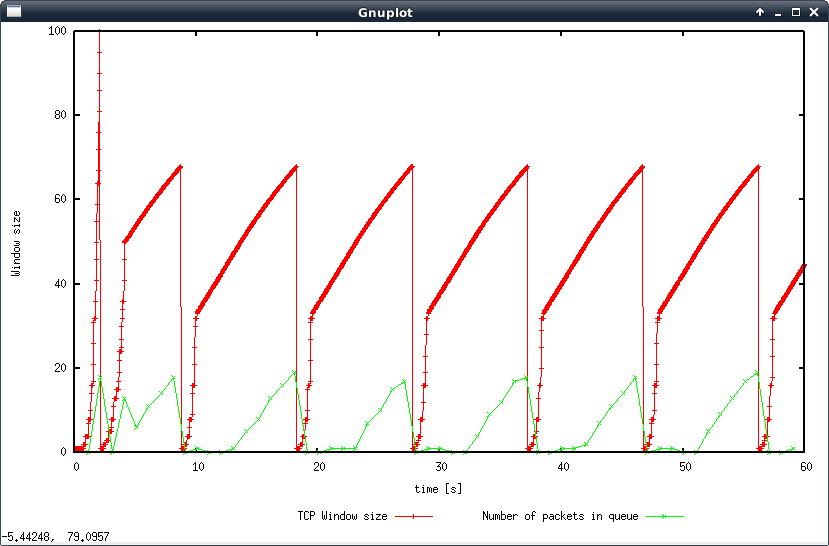 Gnuplot
100
80
60
40
20
0
Window size
0 10 20 30 40 50 60
time [s]
TCP Window size
Number of packets in queue
-5.44248, 79.0957